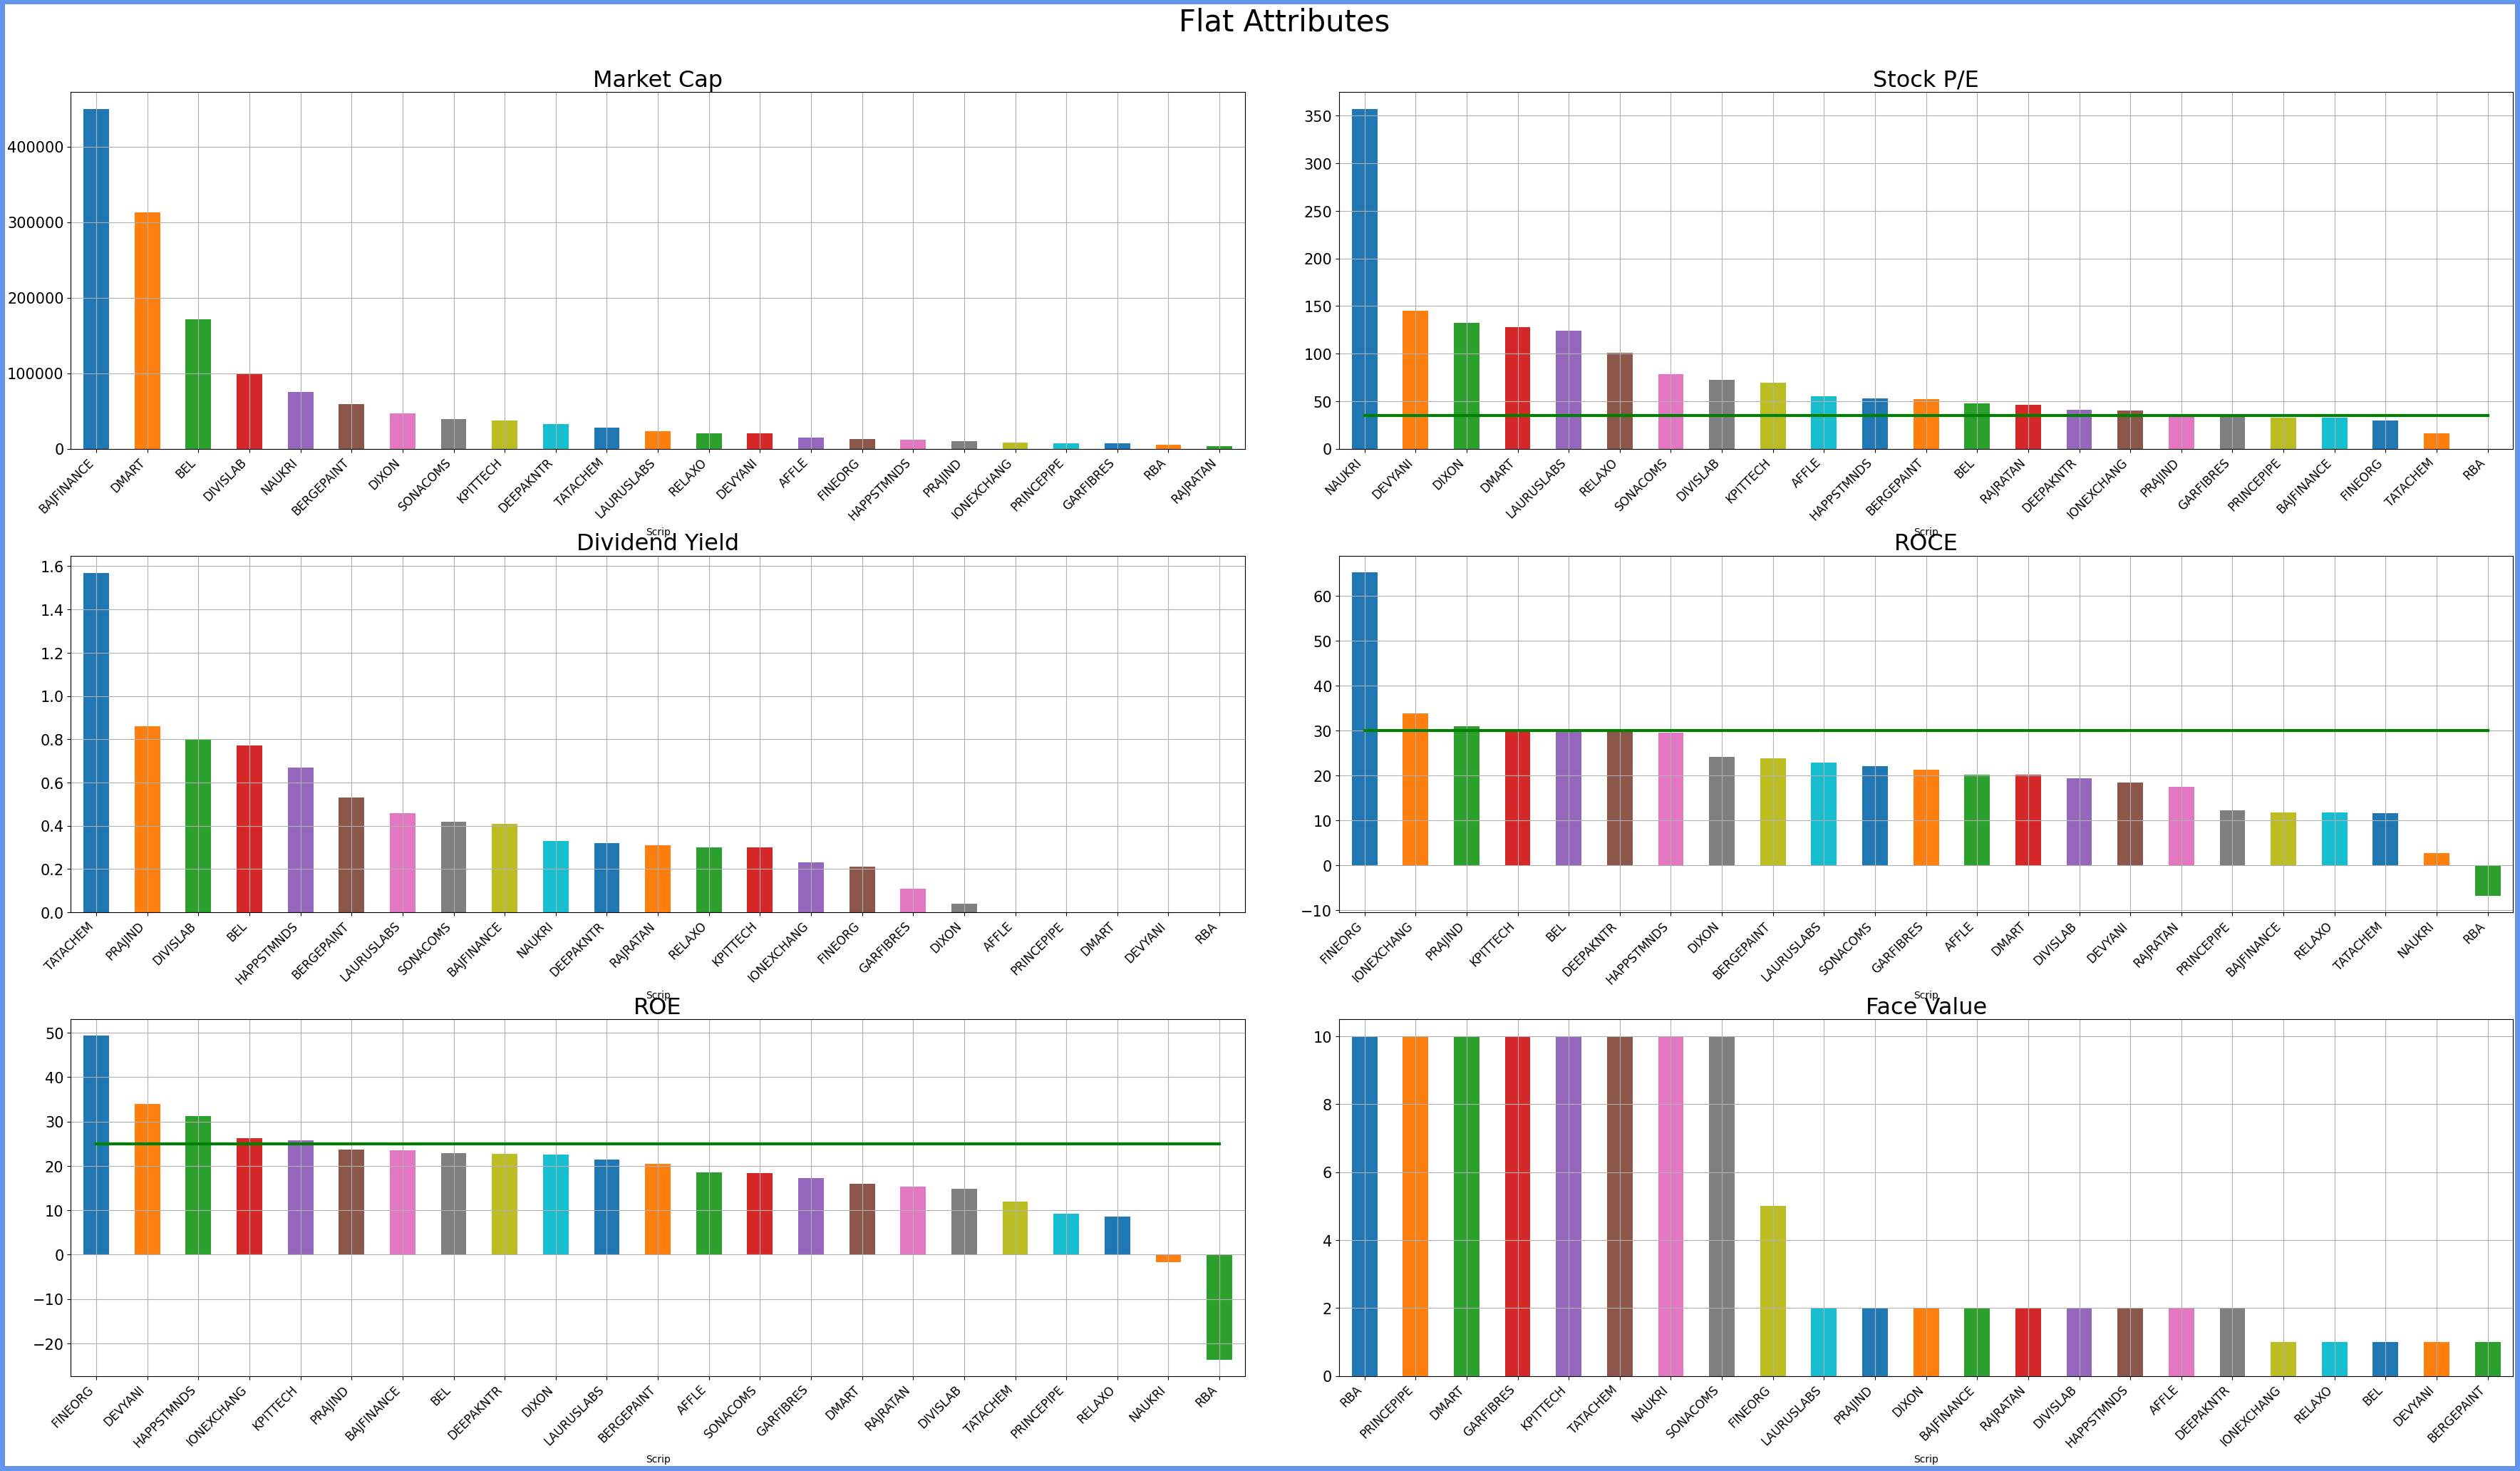 Flat Attributes
Market Cap
400000
300000
200000
100000
0
BAJFINANCE DMART BEL DIVISLAB NAUKRI BERGEPAINT DIXON SONACOMS KPITTECH DEEPAKNTR TATACHEM LAURUSLABS RELAXO DEVYANI AFFLE FINEORG HAPPSTMNDS PRAJIND IONEXCHANG PRINCEPIPE GARFIBRES RBA RAJRATAN
Scrip
Stock P/E
350
300
250
200
150
100
50
0
NAUKRI DEVYANI DIXON DMART LAURUSLABS RELAXO SONACOMS DIVISLAB KPITTECH AFFLE HAPPSTMNDS BERGEPAINT BEL RAJRATAN DEEPAKNTR IONEXCHANG PRAJIND GARFIBRES PRINCEPIPE BAJFINANCE FINEORG TATACHEM RBA
Scrip
Dividend Yield
1.6
1.4
1.2
1.0
0.8
0.6
0.4
0.2
0.0
TATACHEM PRAJIND DIVISLAB BEL HAPPSTMNDS BERGEPAINT LAURUSLABS SONACOMS BAJFINANCE NAUKRI DEEPAKNTR RAJRATAN RELAXO KPITTECH IONEXCHANG FINEORG GARFIBRES DIXON AFFLE PRINCEPIPE DMART DEVYANI RBA
Scrip
ROCE
60
50
40
30
20
10
0
−10
FINEORG IONEXCHANG PRAJIND KPITTECH BEL DEEPAKNTR HAPPSTMNDS DIXON BERGEPAINT LAURUSLABS SONACOMS GARFIBRES AFFLE DMART DIVISLAB DEVYANI RAJRATAN PRINCEPIPE BAJFINANCE RELAXO TATACHEM NAUKRI RBA
Scrip
ROE
50
40
30
20
10
0
−10
−20
FINEORG DEVYANI HAPPSTMNDS IONEXCHANG KPITTECH PRAJIND BAJFINANCE BEL DEEPAKNTR DIXON LAURUSLABS BERGEPAINT AFFLE SONACOMS GARFIBRES DMART RAJRATAN DIVISLAB TATACHEM PRINCEPIPE RELAXO NAUKRI RBA
Scrip
Face Value
10
8
6
4
2
0
RBA PRINCEPIPE DMART GARFIBRES KPITTECH TATACHEM NAUKRI SONACOMS FINEORG LAURUSLABS PRAJIND DIXON BAJFINANCE RAJRATAN DIVISLAB HAPPSTMNDS AFFLE DEEPAKNTR IONEXCHANG RELAXO BEL DEVYANI BERGEPAINT
Scrip